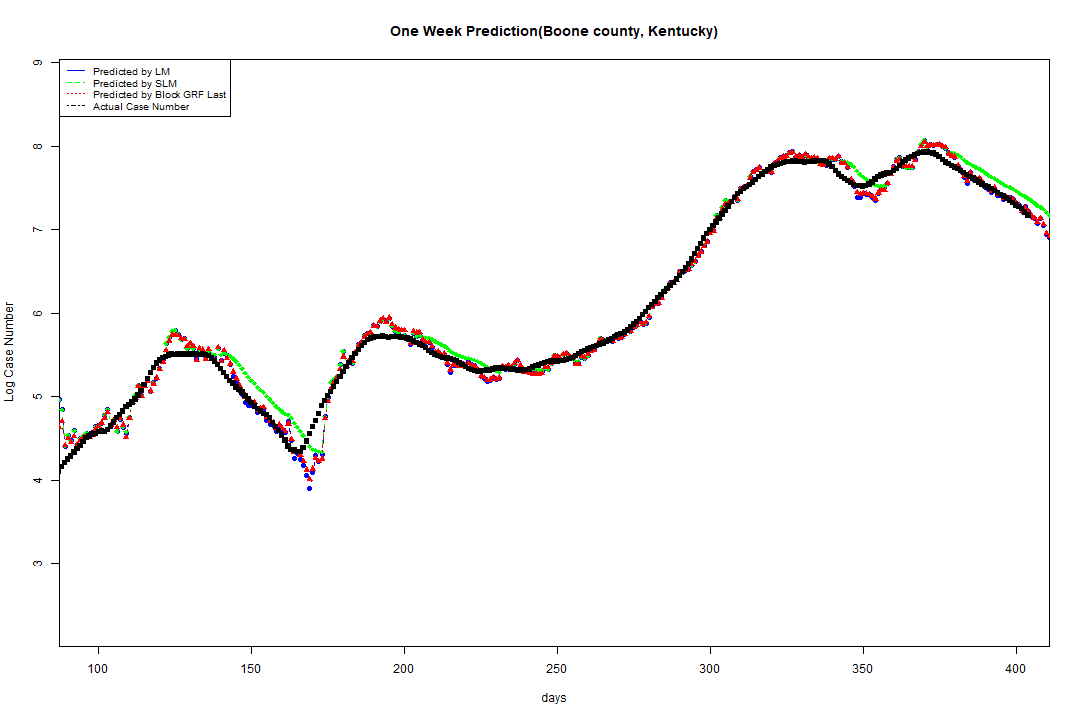 One Week Prediction(Boone county, Kentucky)
Predicted by LM
Predicted by SLM
Predicted by Block GRF Last
Actual Case Number
9
8
7
6
5
4
3
Log Case Number
100 150 200 250 300 350 400
days